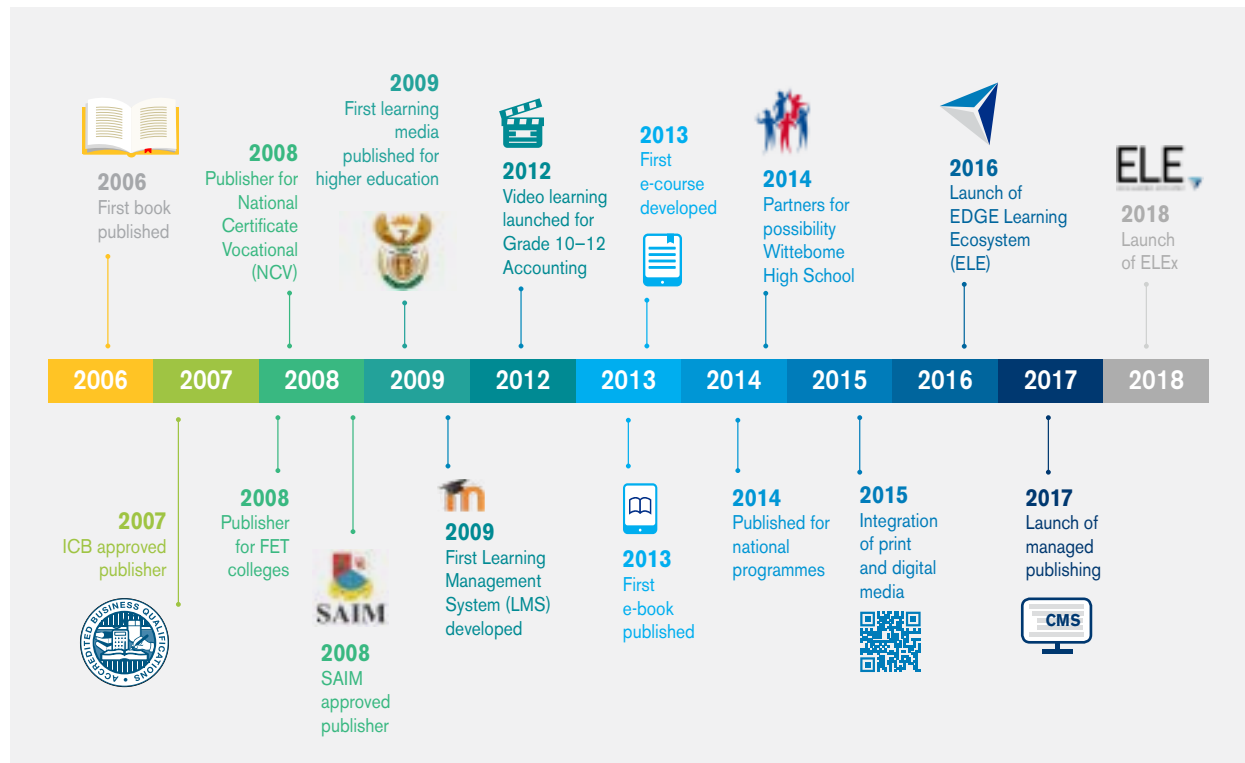 2006
First book
published
2008
Publisher for
National
Certificate
Vocational
(NCV)
2009
First learning
media
published for
higher education
2012
Video learning
launched for
Grade 10–12
Accounting
2013
First
e-course
developed
2014
Partners for
possibility
Wittebome
High School
2016
Launch of
EDGE Learning
Ecosystem
(ELE)
ELE
2018
Launch
of ELEx
2006 2007 2008 2009 2012 2013 2014 2015 2016 2017 2018
2007
ICB approved
publisher
ACCREDITED BUSINESS QUALIFICATIONS
SNS
2008
Publisher
for FET
colleges
SAIM
2008
SAIM
approved
publisher
m
2009
First Learning
Management
System (LMS)
developed
2013
First
e-book
published
2014
Published for
national
programmes
2015
Integration
of print
and digital
media
2017
Launch of
managed
publishing
CMS